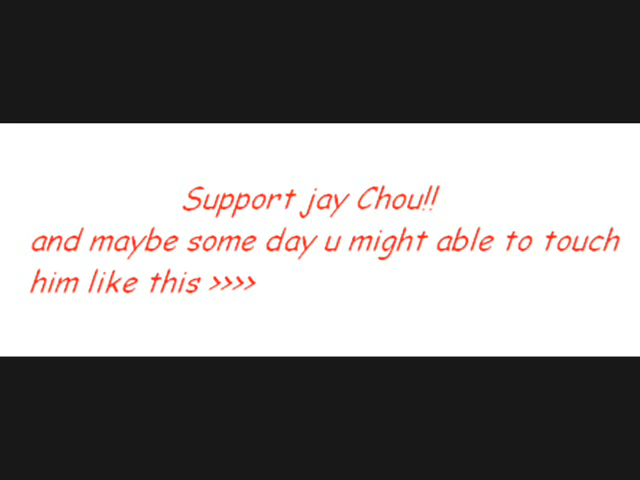 Support jay Chou!!
and maybe some day u might able to touch
him like this >>>>